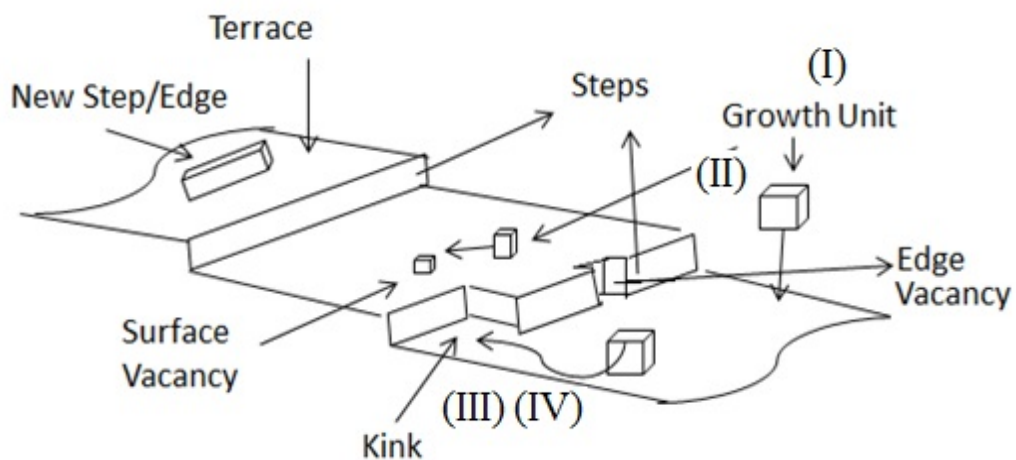 Terrace
New Step/Edge
Steps
(I)
Growth Unit
(II)
Edge
Vacancy
Surface
Vacancy
(III) (IV)
Kink